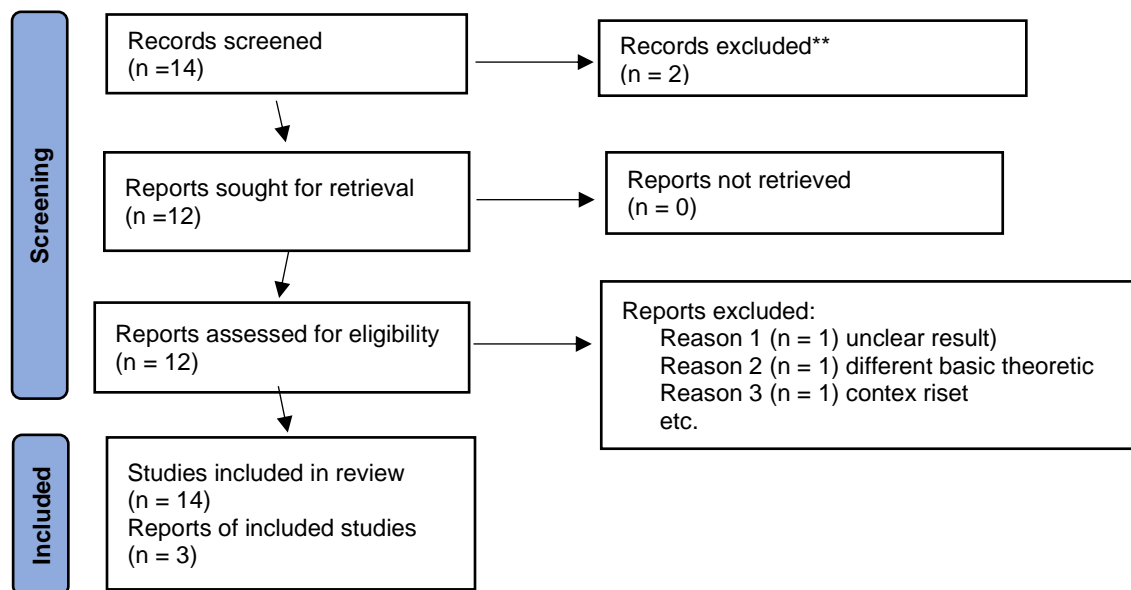 Screening
Records screened
(n =14)
Records excluded**
(n = 2)
Reports sought for retrieval
(n =12)
Reports not retrieved
(n = 0)
Reports assessed for eligibility
(n = 12)
Reports excluded:
Reason 1 (n = 1) unclear result)
Reason 2 (n = 1) different basic theoretic
Reason 3 (n = 1) contex riset
etc.
Included
Studies included in review
(n = 14)
Reports of included studies
(n = 3)